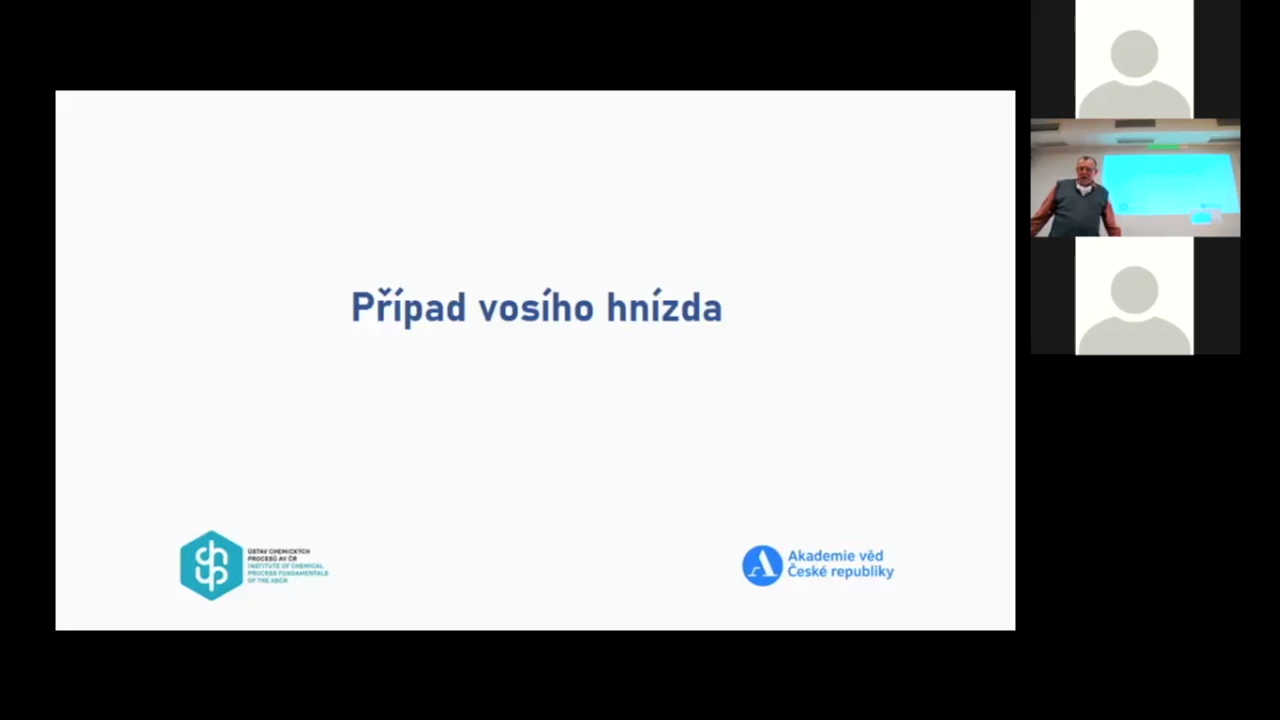 Případ vosího hnízda
ÚSTAV CHEMICKÝCH
PROCESŮ AV ČR
INSTITUTE OF CHEMICAL
PROCESS FUNDAMENTALS
OF THE ASCR
Akademie věd
České republiky